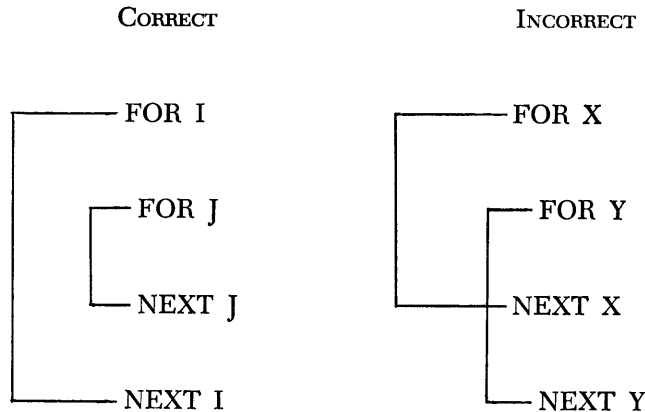 CORRECT
FOR I
FOR J
NEXT J
NEXT I
INCORRECT
FOR X
FOR Y
NEXT X
NEXT Y